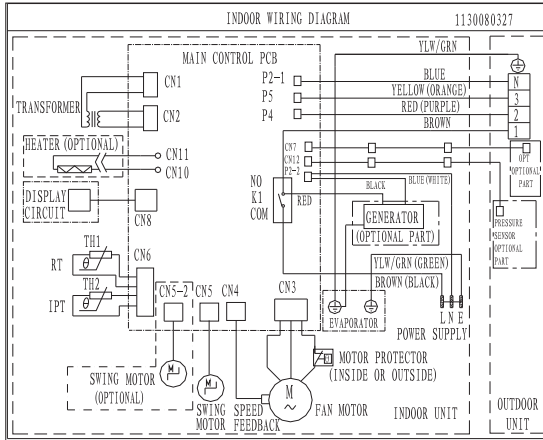 INDOOR WIRING DIAGRAM 1130080327
YLW/GRN
MAIN CONTROL PCB
CN1
CN2
TRANSFORMER
P2-1
BLUE
N
P5
YELLOW(ORANGE)
3
P4
RED(PURPLE)
2
BROWN
1
HEATER(OPTIONAL)
CN11
CN10
CN7
CN12
P2-2
BLUE(WHITE)
OPT
OPTIONAL
PART
DISPLAY
CIRCUIT
CN8
NO
K1
COM
RED
BLACK
GENERATOR
(OPTIONAL PART)
PRESSURE
SENSOR
OPTIONAL
PART
TH1
RT
CN6
TH2
IPT
YLW/GRN(GREEN)
BROWN(BLACK)
CN5-2
CN5
CN4
CN3
EVAPORATOR
L N E
POWER SUPPLY
M
SWING MOTOR
(OPTIONAL)
M
SWING
MOTOR
SPEED
FEEDBACK
M
FAN MOTOR
MOTOR PROTECTOR
(INSIDE OR OUTSIDE)
INDOOR UNIT
OUTDOOR
UNIT